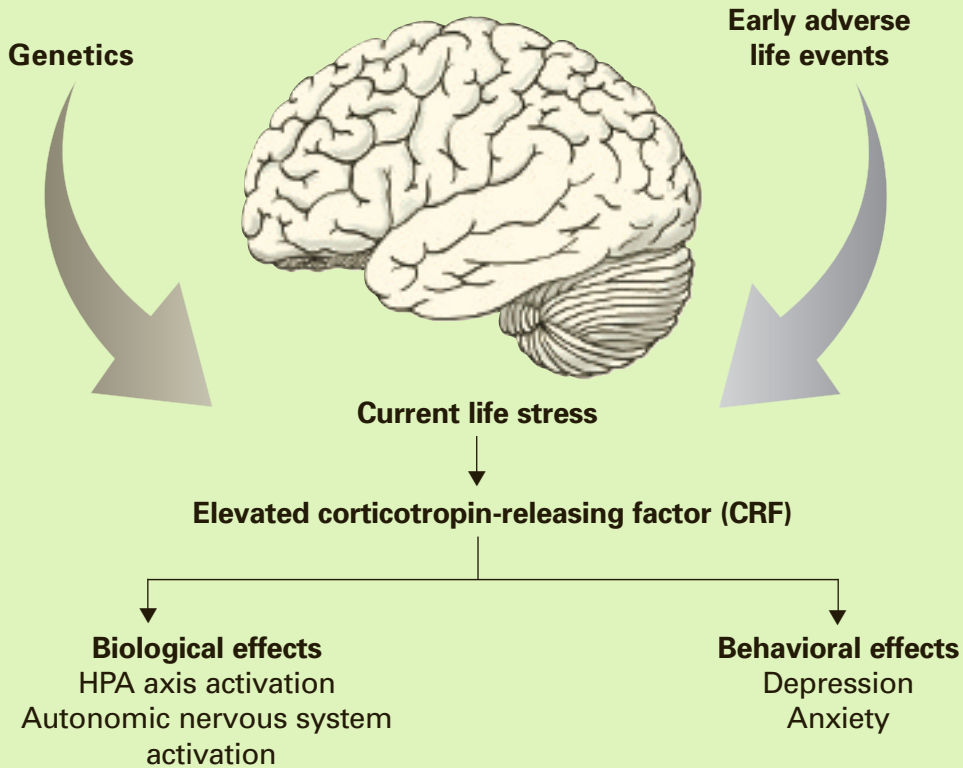 Genetics
Early adverse
life events
Current life stress
Elevated corticotropin-releasing factor (CRF)
Biological effects
HPA axis activation
Autonomic nervous system
activation
Behavioral effects
Depression
Anxiety